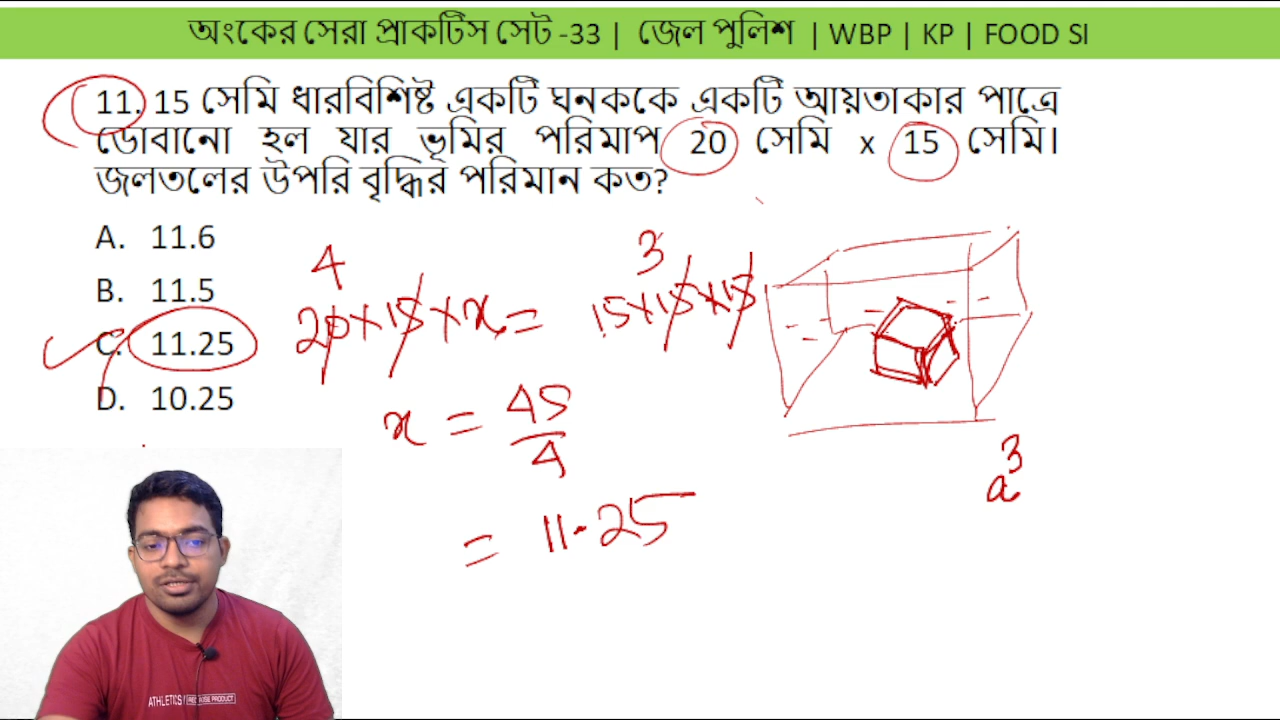 অংকের সেরা প্রাকটিস সেট -33 | জেল পুলিশ | WBP | KP | FOOD SI
11. 15 সেমি ধারবিশিষ্ট একটি ঘনককে একটি আয়তাকার পাত্রে
ডোবানো হল যার ভূমির পরিমাপ 20 সেমি x 15 সেমি।
জলতলের উপরি বৃদ্ধির পরিমান কত?
A. 11.6
B. 11.5
C. 11.25
D. 10.25
4 3
20×15×x= 15×15×15
x = 45/4
= 11.25
a³
ATHLETICS